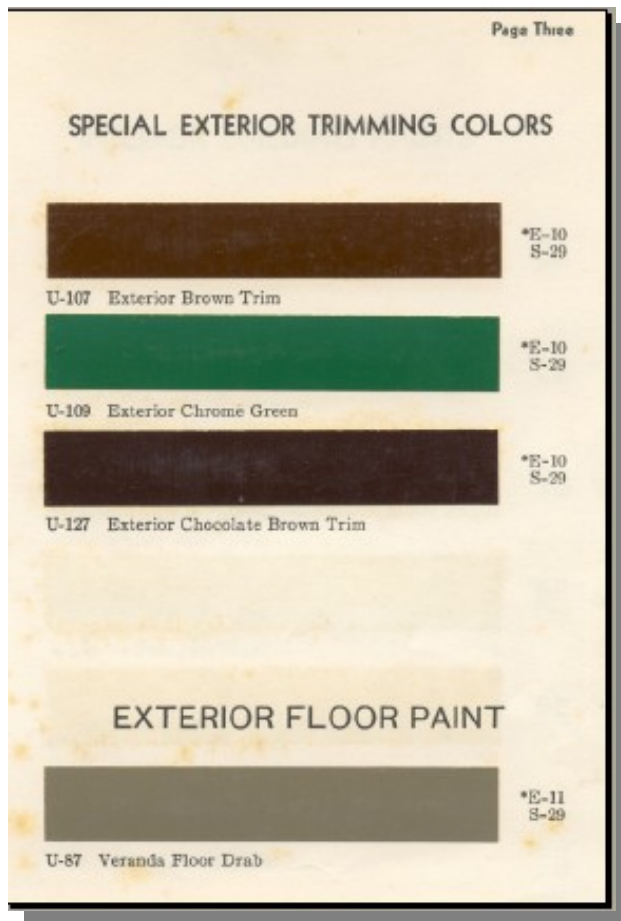 Page Three
SPECIAL EXTERIOR TRIMMING COLORS
*E-10
S-29
U-107 Exterior Brown Trim
*E-10
S-29
U-109 Exterior Chrome Green
*E-10
S-29
U-127 Exterior Chocolate Brown Trim
EXTERIOR FLOOR PAINT
*E-11
S-29
U-87 Veranda Floor Drab